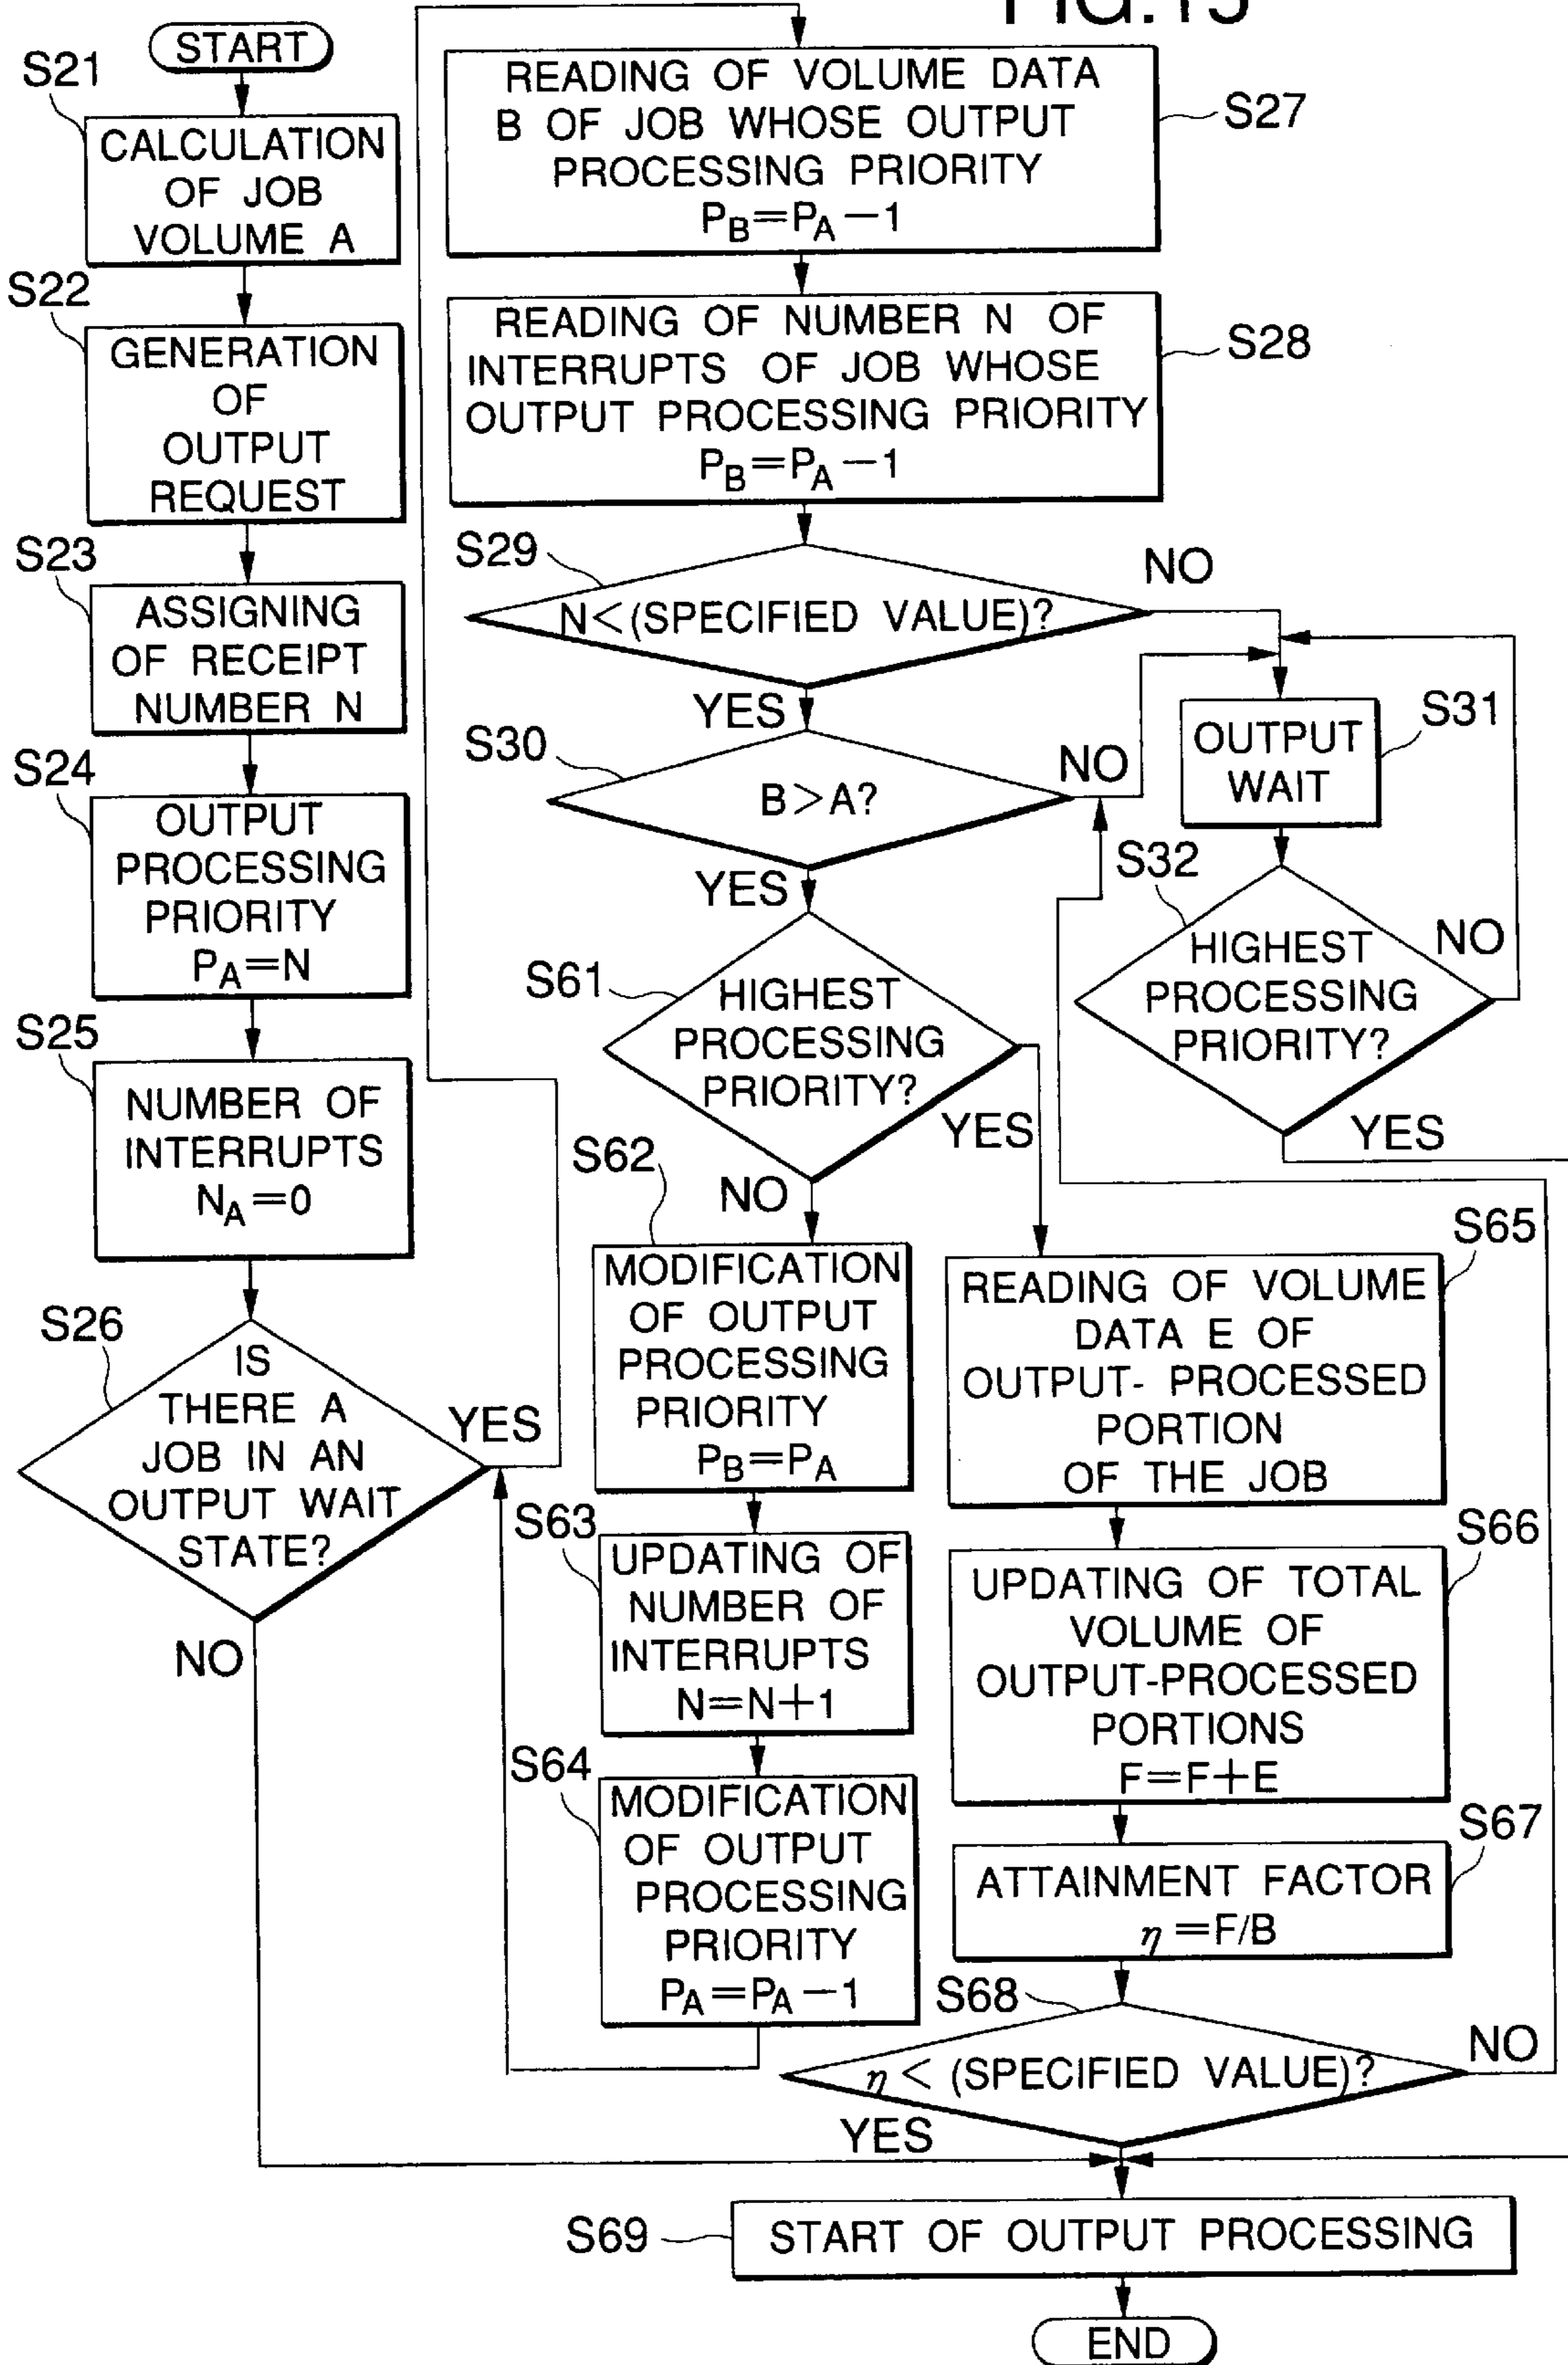 FIG.15
START
S21
CALCULATION
OF JOB
VOLUME A
S22
GENERATION
OF
OUTPUT
REQUEST
S23
ASSIGNING
OF RECEIPT
NUMBER N
S24
OUTPUT
PROCESSING
PRIORITY
PA=N
S25
NUMBER OF
INTERRUPTS
NA=0
S26
IS
THERE A
JOB IN AN
OUTPUT WAIT
STATE?
YES
NO
READING OF VOLUME DATA
B OF JOB WHOSE OUTPUT
PROCESSING PRIORITY
PB=PA−1
S27
READING OF NUMBER N OF
INTERRUPTS OF JOB WHOSE
OUTPUT PROCESSING PRIORITY
PB=PA−1
S28
S29
N<(SPECIFIED VALUE)?
NO
YES
S30
B>A?
NO
YES
S31
OUTPUT
WAIT
S32
HIGHEST
PROCESSING
PRIORITY?
NO
YES
S61
HIGHEST
PROCESSING
PRIORITY?
YES
NO
S62
MODIFICATION
OF OUTPUT
PROCESSING
PRIORITY
PB=PA
S63
UPDATING OF
NUMBER OF
INTERRUPTS
N=N+1
S64
MODIFICATION
OF OUTPUT
PROCESSING
PRIORITY
PA=PA−1
S65
READING OF VOLUME
DATA E OF
OUTPUT- PROCESSED
PORTION
OF THE JOB
S66
UPDATING OF TOTAL
VOLUME OF
OUTPUT-PROCESSED
PORTIONS
F=F+E
S67
ATTAINMENT FACTOR
η=F/B
S68
η < (SPECIFIED VALUE)?
NO
YES
S69
START OF OUTPUT PROCESSING
END